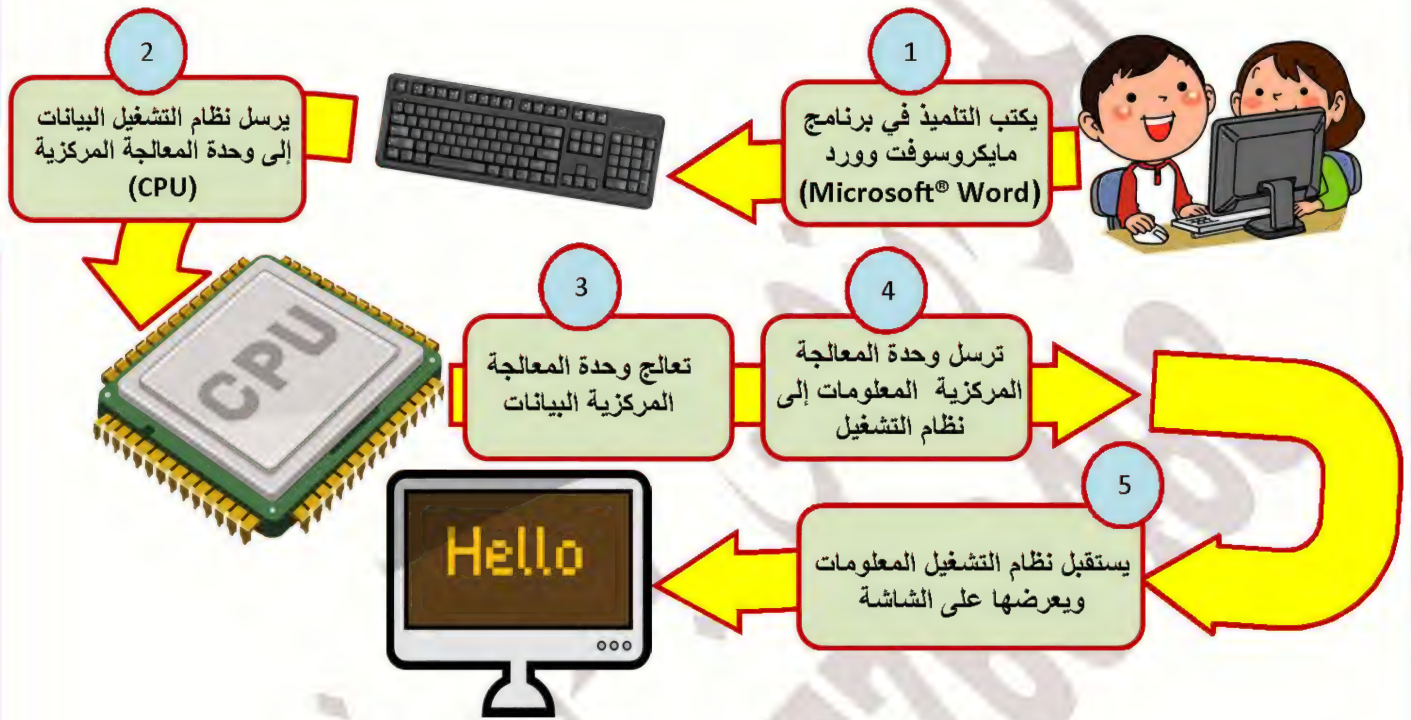 1
يكتب التلميذ في برنامج
مايكروسوفت وورد
(Microsoft® Word)
2
يرسل نظام التشغيل البيانات
إلى وحدة المعالجة المركزية
(CPU)
CPU
3
تعالج وحدة المعالجة
المركزية البيانات
4
ترسل وحدة المعالجة
المركزية المعلومات إلى
نظام التشغيل
5
يستقبل نظام التشغيل المعلومات
ويعرضها على الشاشة
Hello